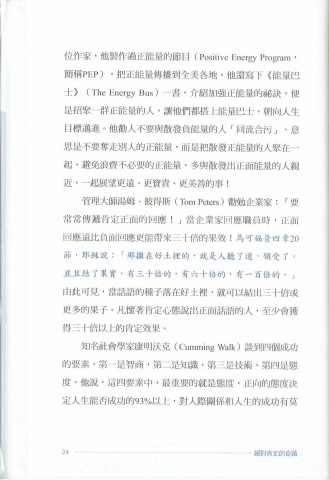 位作家，他製作過正能量的節目（Positive Energy Program，
簡稱PEP），把正能量傳播到全美各地。他還寫下《能量巴
士》（The Energy Bus）一書，介紹加強正能量的祕訣，便
是招聚一群正能量的人，讓他們都搭上能量巴士，朝向人生
目標邁進。他勸人不要與散發負能量的人「同流合污」，意
思是不要奪走別人的正能量，而是把散發正能量的人聚在一
起，避免浪費不必要的正能量，多與散發出正面能量的人親
近，一起展望更遠、更寶貴、更美善的事！
管理大師湯姆．彼得斯（Tom Peters）勸勉企業家：「要
常常傳遞肯定正面的回應！」當企業家回應職員時，正面
回應遠比負面回應更能帶來三十倍的果效！馬可福音四章20
節，耶穌說：「那撒在好土裡的，就是人聽了道，領受了，
並且結了果實，有三十倍的，有六十倍的，有一百倍的。」
由此可見，當話語的種子落在好土裡，就可以結出三十倍或
更多的果子。凡懷著肯定心態說出正面話語的人，至少會獲
得三十倍以上的肯定效果。
知名社會學家康明沃克（Cumming Walk）談到四個成功
的要素，第一是智商，第二是知識，第三是技術，第四是態
度。他說，這四要素中，最重要的就是態度，正向的態度決
定人生能否成功的93%以上，對人際關係和人生的成功有莫
24
絕對肯定的奇蹟